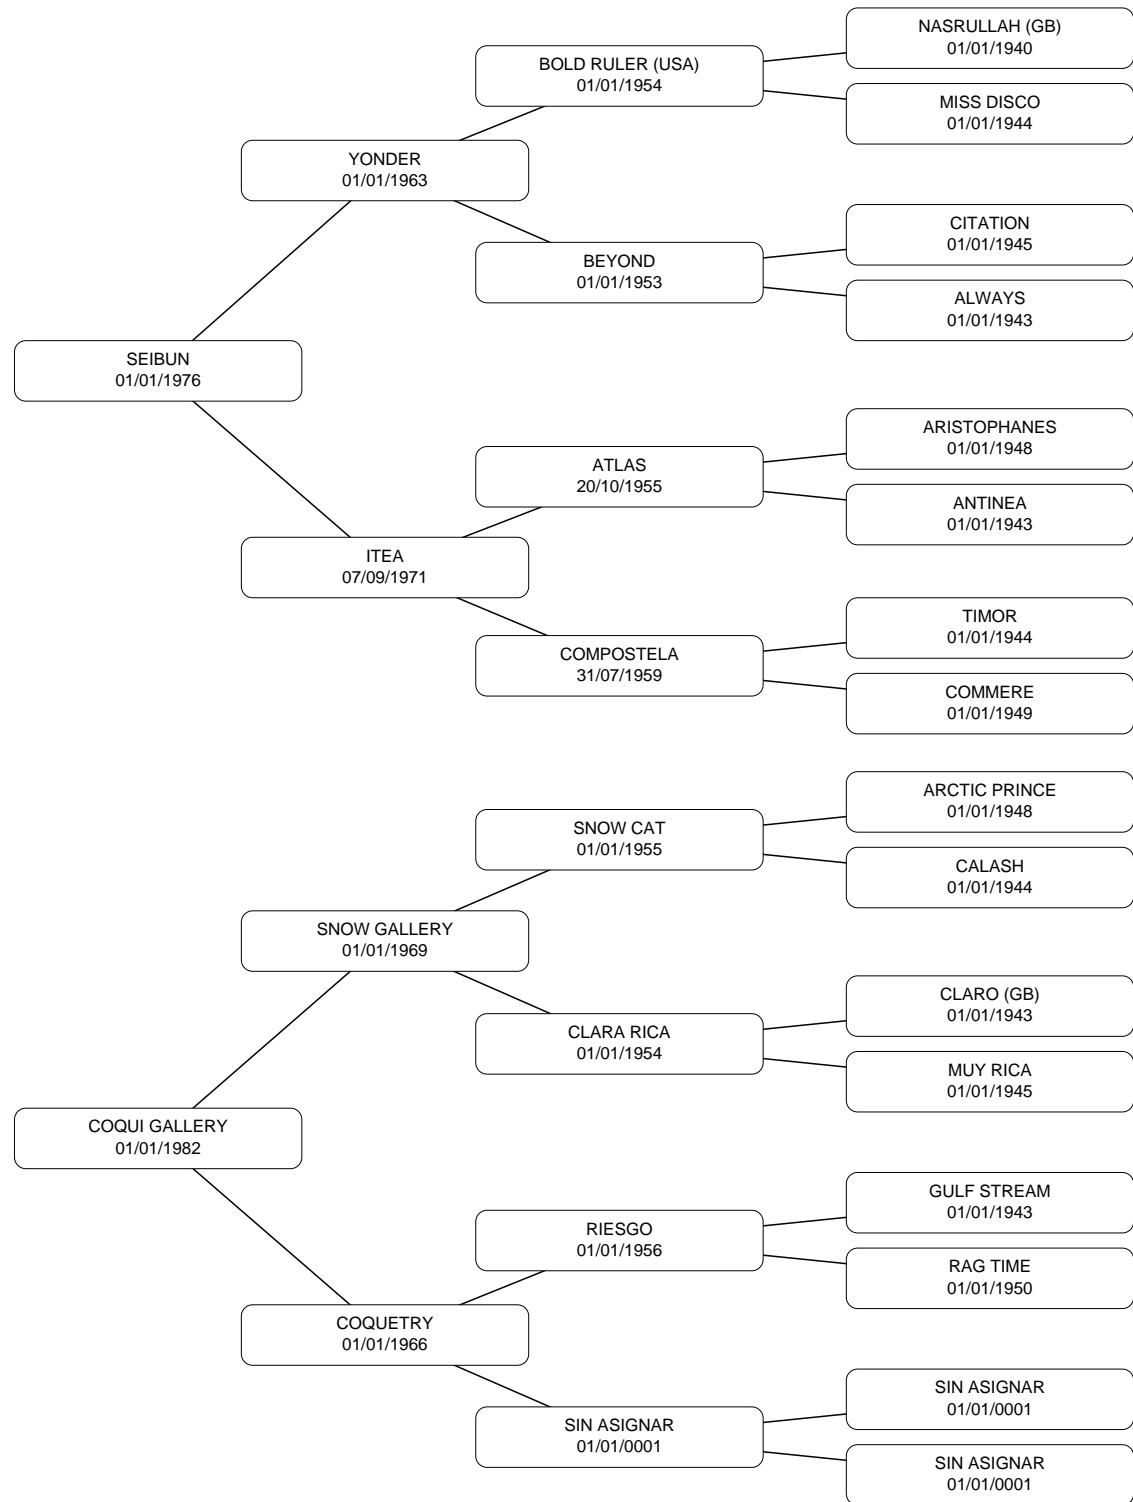 NASRULLAH (GB)
01/01/1940
BOLD RULER (USA)
01/01/1954
MISS DISCO
01/01/1944
YONDER
01/01/1963
CITATION
01/01/1945
BEYOND
01/01/1953
ALWAYS
01/01/1943
SEIBUN
01/01/1976
ARISTOPHANES
01/01/1948
ATLAS
20/10/1955
ANTINEA
01/01/1943
ITEA
07/09/1971
TIMOR
01/01/1944
COMPOSTELA
31/07/1959
COMMERE
01/01/1949
ARCTIC PRINCE
01/01/1948
SNOW CAT
01/01/1955
CALASH
01/01/1944
SNOW GALLERY
01/01/1969
CLARO (GB)
01/01/1943
CLARA RICA
01/01/1954
MUY RICA
01/01/1945
COQUI GALLERY
01/01/1982
GULF STREAM
01/01/1943
RIESGO
01/01/1956
RAG TIME
01/01/1950
COQUETRY
01/01/1966
SIN ASIGNAR
01/01/0001
SIN ASIGNAR
01/01/0001
SIN ASIGNAR
01/01/0001